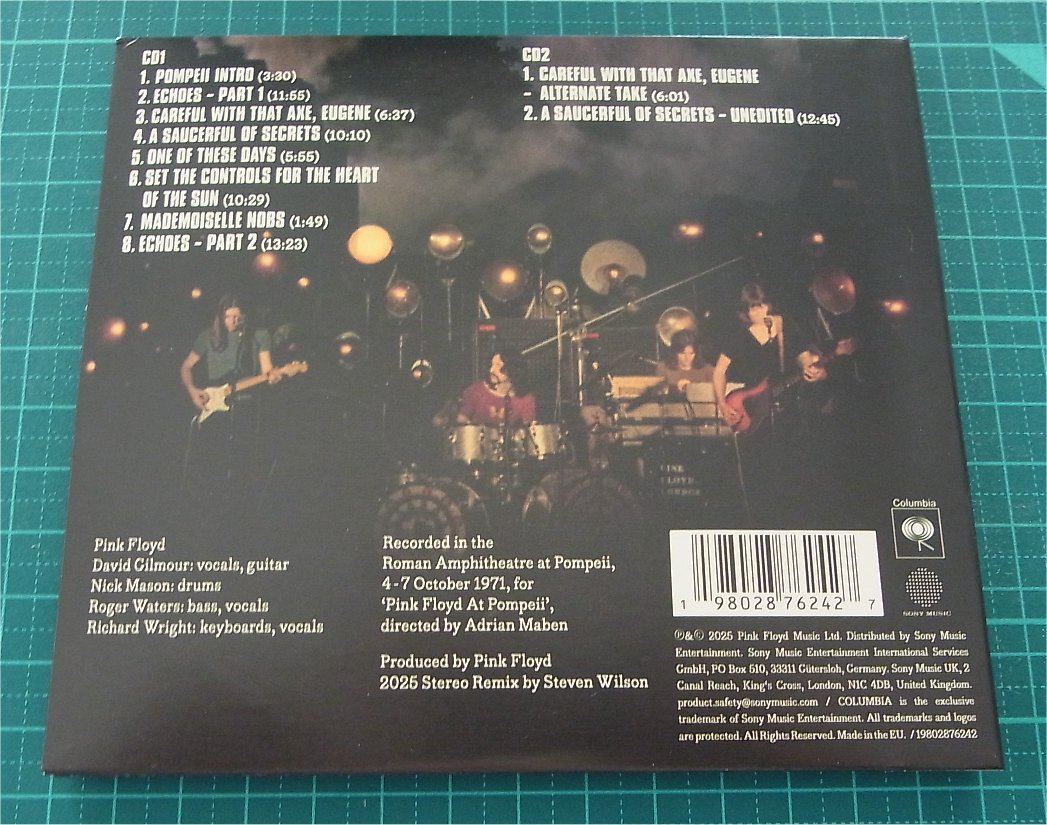 CD1
1. POMPEII INTRO (3:30)
2. ECHOES - PART 1 (11:55)
3. CAREFUL WITH THAT AXE, EUGENE (6:37)
4. A SAUCERFUL OF SECRETS (10:10)
5. ONE OF THESE DAYS (5:55)
6. SET THE CONTROLS FOR THE HEART
OF THE SUN (10:29)
7. MADEMOISELLE NOBS (1:49)
8. ECHOES - PART 2 (13:23)
CD2
1. CAREFUL WITH THAT AXE, EUGENE
- ALTERNATE TAKE (6:01)
2. A SAUCERFUL OF SECRETS - UNEDITED (12:45)
Pink Floyd
David Gilmour: vocals, guitar
Nick Mason: drums
Roger Waters: bass, vocals
Richard Wright: keyboards, vocals
Recorded in the
Roman Amphitheatre at Pompeii,
4-7 October 1971, for
'Pink Floyd At Pompeii',
directed by Adrian Maben
Produced by Pink Floyd
2025 Stereo Remix by Steven Wilson
Columbia
SONY MUSIC
1 98028 76242 7
℗&© 2025 Pink Floyd Music Ltd. Distributed by Sony Music
Entertainment. Sony Music Entertainment International Services
GmbH, PO Box 510, 33311 Gütersloh, Germany. Sony Music UK, 2
Canal Reach, King's Cross, London, N1C 4DB, United Kingdom.
product.safety@sonymusic.com / COLUMBIA is the exclusive
trademark of Sony Music Entertainment. All trademarks and logos
are protected. All Rights Reserved. Made in the EU. / 19802876242